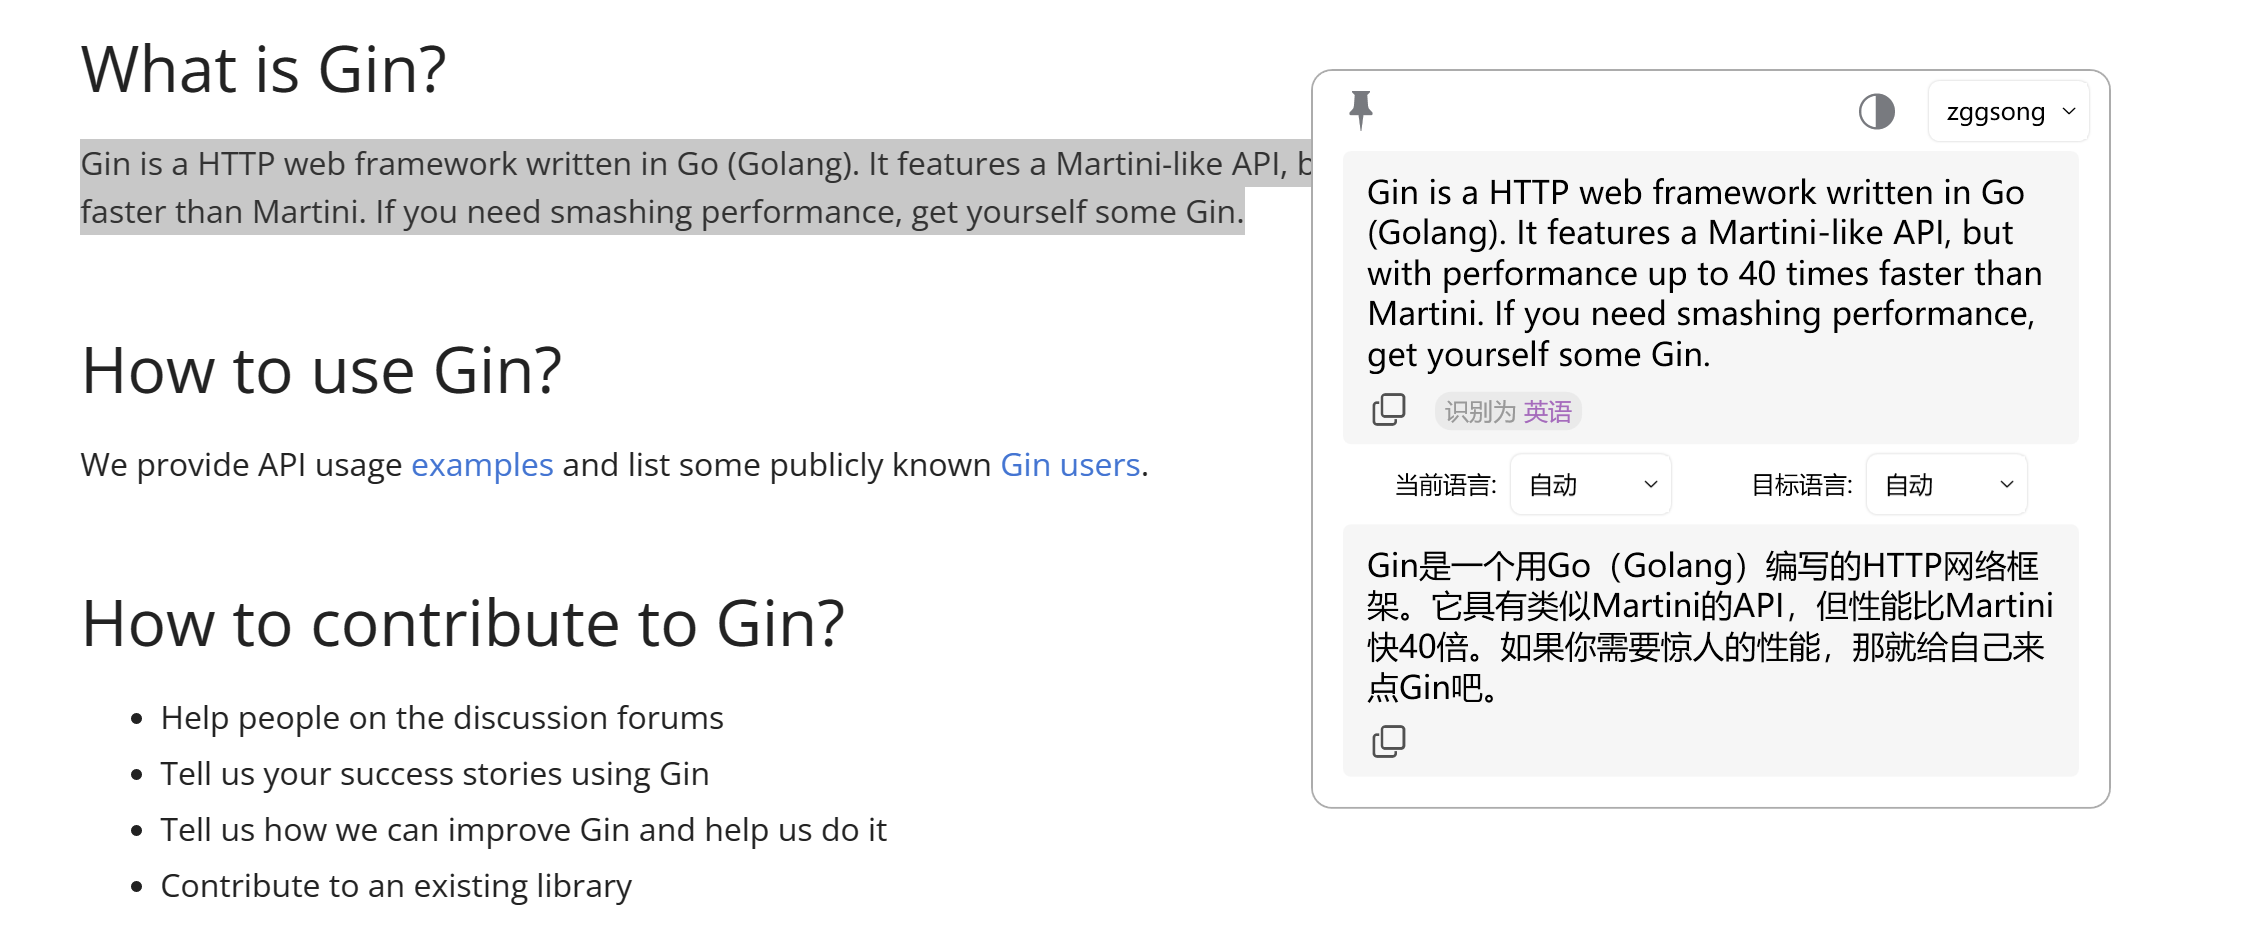 What is Gin?
Gin is a HTTP web framework written in Go (Golang). It features a Martini-like API,
faster than Martini. If you need smashing performance, get yourself some Gin.
How to use Gin?
We provide API usage examples and list some publicly known Gin users.
How to contribute to Gin?
Help people on the discussion forums
Tell us your success stories using Gin
Tell us how we can improve Gin and help us do it
Contribute to an existing library
zggsong
Gin is a HTTP web framework written in Go
(Golang). It features a Martini-like API, but
with performance up to 40 times faster than
Martini. If you need smashing performance,
get yourself some Gin.
识别为 英语
当前语言: 自动 目标语言: 自动
Gin是一个用Go（Golang）编写的HTTP网络框
架。它具有类似Martini的API，但性能比Martini
快40倍。如果你需要惊人的性能，那就给自己来
点Gin吧。